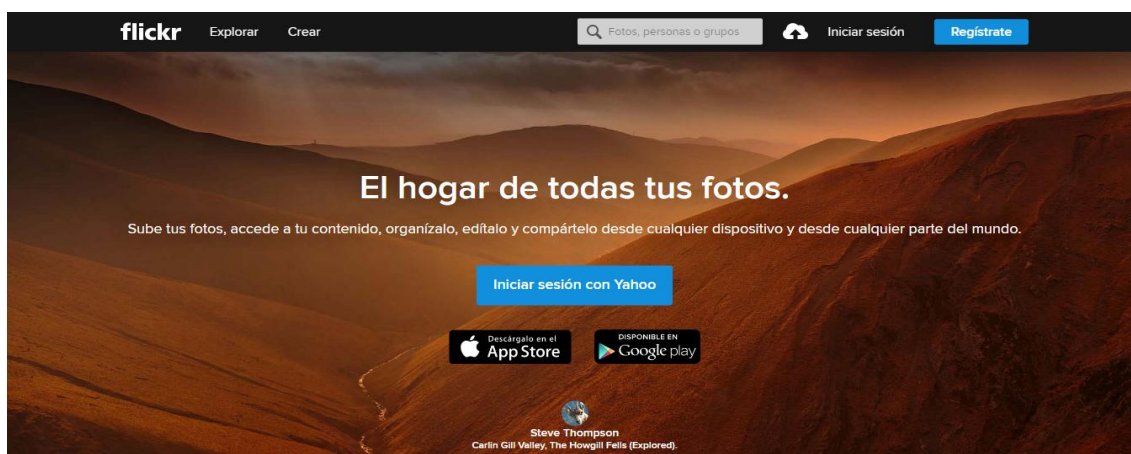 flickr Explorar Crear Fotos, personas o grupos Iniciar sesión Regístrate
El hogar de todas tus fotos.
Sube tus fotos, accede a tu contenido, organízalo, edítalo y compártelo desde cualquier dispositivo y desde cualquier parte del mundo.
Iniciar sesión con Yahoo
Descárgalo en el
App Store
DISPONIBLE EN
Google play
Steve Thompson
Carlin Gill Valley, The Howgill Fells (Explored).